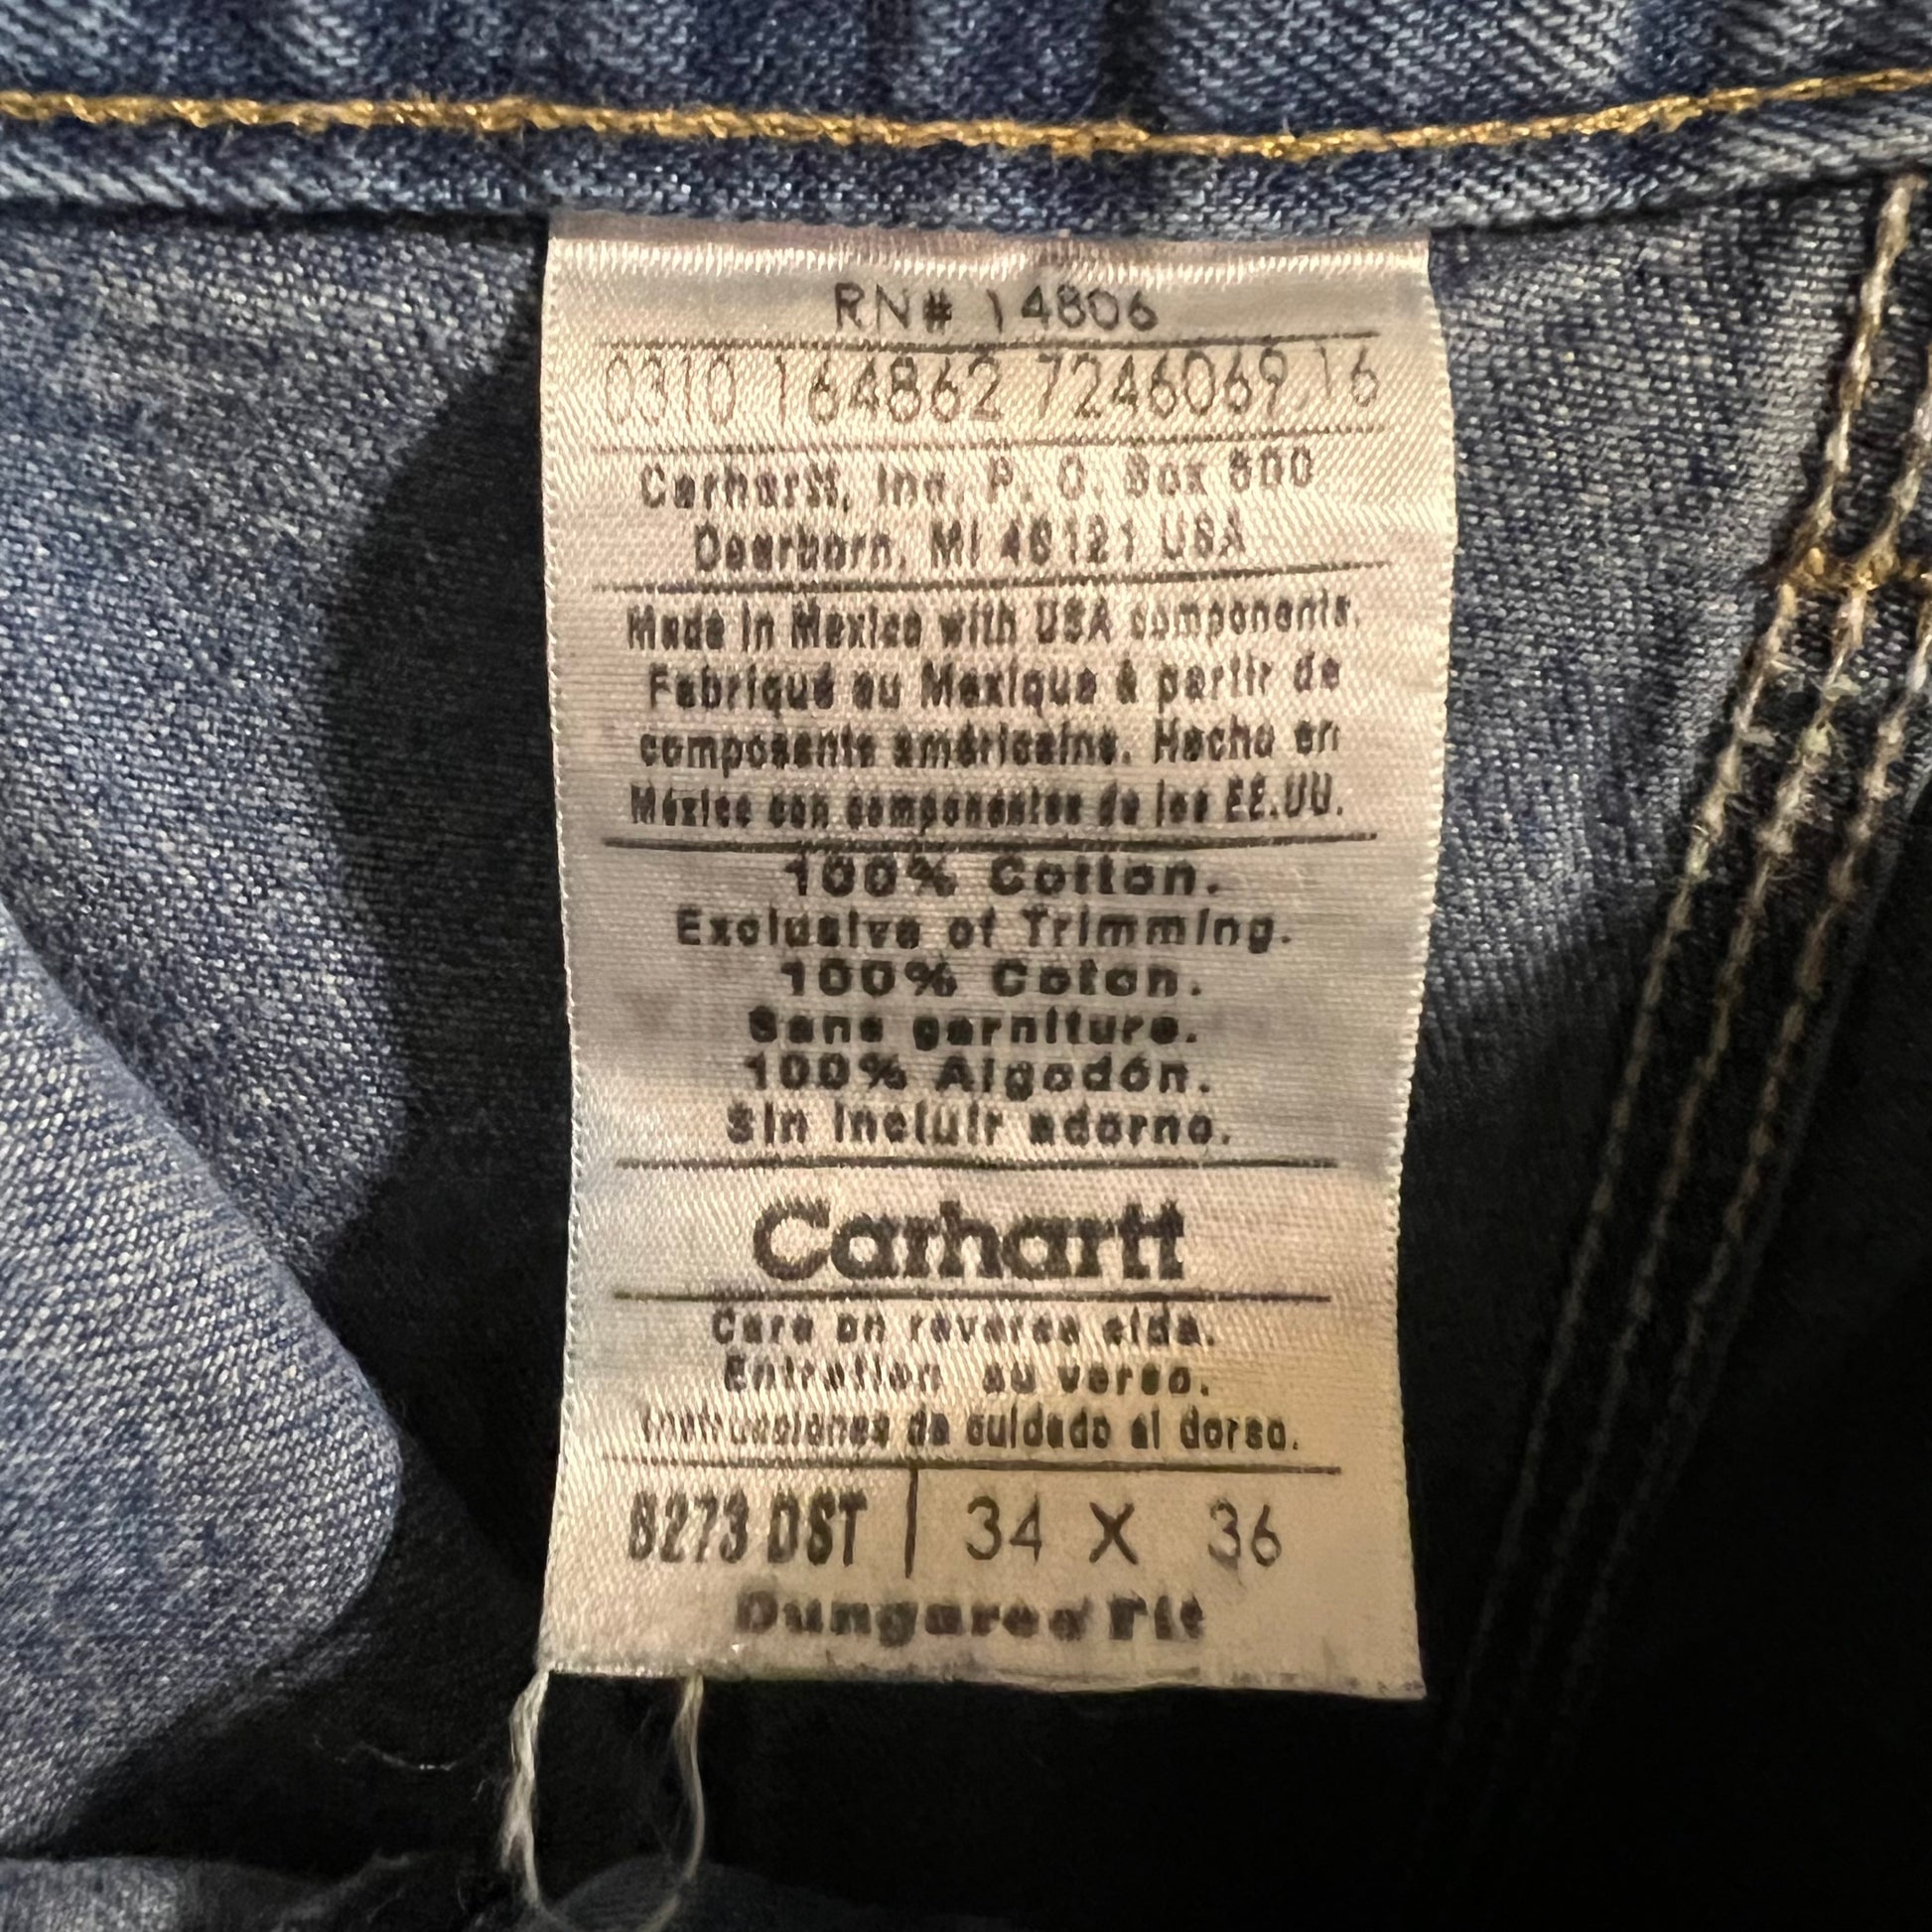 RN# 14806
0310 164862 7246069.16
Carhartt, Inc. P. O. Box 600
Dearborn, MI 48121 USA
Made in Mexico with USA components.
Fabriqué au Mexique à partir de
composants américains. Hecho en
México con componentes de los EE.UU.
100% Cotton.
Exclusive of Trimming.
100% Coton.
Sans garniture.
100% Algodón.
Sin incluir adorno.
Carhartt
Care on reverse side.
Entretien au verso.
Instrucciones de cuidado al dorso.
B273 DST | 34 X 36
Dungaree Fit